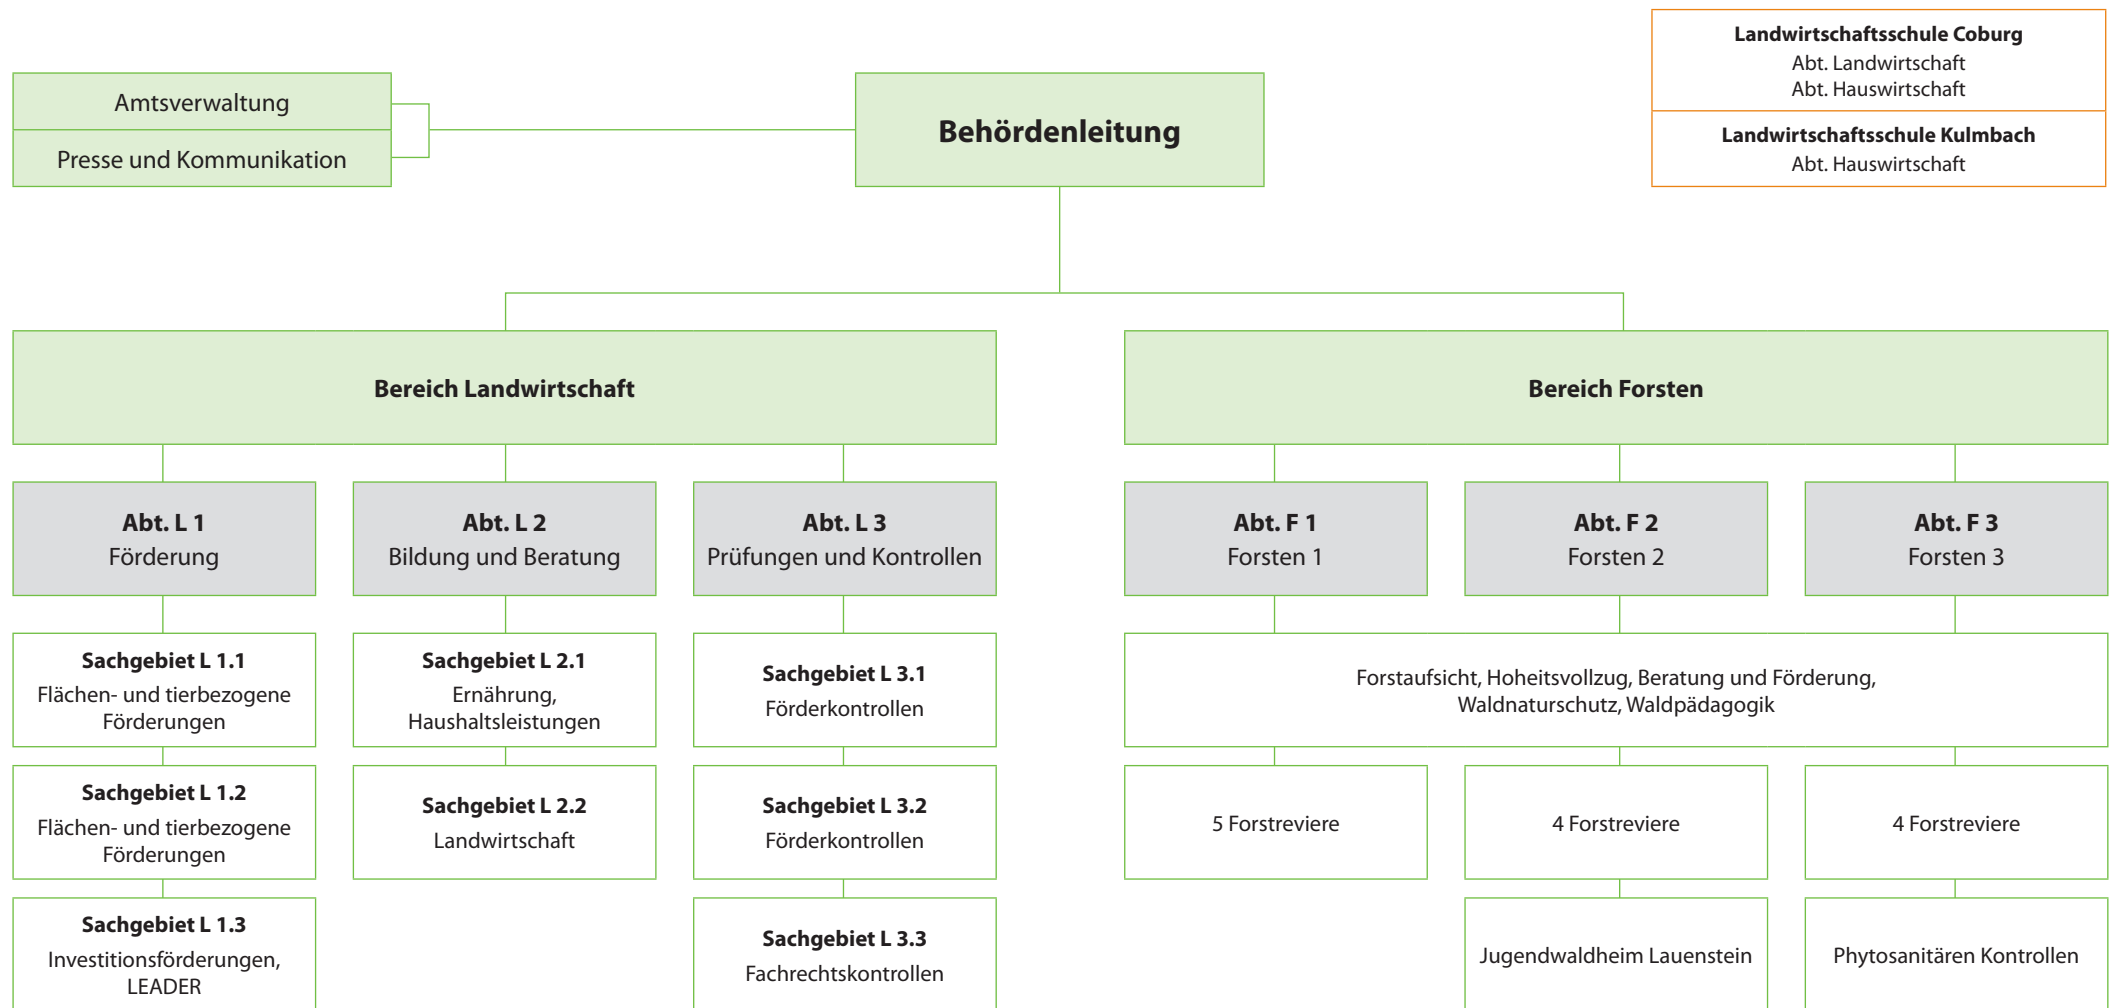 Landwirtschaftsschule Coburg
Abt. Landwirtschaft
Abt. Hauswirtschaft
Landwirtschaftsschule Kulmbach
Abt. Hauswirtschaft
Amtsverwaltung
Presse und Kommunikation
Behördenleitung
Bereich Landwirtschaft
Bereich Forsten
Abt. L 1
Förderung
Abt. L 2
Bildung und Beratung
Abt. L 3
Prüfungen und Kontrollen
Abt. F 1
Forsten 1
Abt. F 2
Forsten 2
Abt. F 3
Forsten 3
Sachgebiet L 1.1
Flächen- und tierbezogene
Förderungen
Sachgebiet L 2.1
Ernährung,
Haushaltsleistungen
Sachgebiet L 3.1
Förderkontrollen
Forstaufsicht, Hoheitsvollzug, Beratung und Förderung,
Waldnaturschutz, Waldpädagogik
Sachgebiet L 1.2
Flächen- und tierbezogene
Förderungen
Sachgebiet L 2.2
Landwirtschaft
Sachgebiet L 3.2
Förderkontrollen
5 Forstreviere
4 Forstreviere
4 Forstreviere
Sachgebiet L 1.3
Investitionsförderungen,
LEADER
Sachgebiet L 3.3
Fachrechtskontrollen
Jugendwaldheim Lauenstein
Phytosanitären Kontrollen